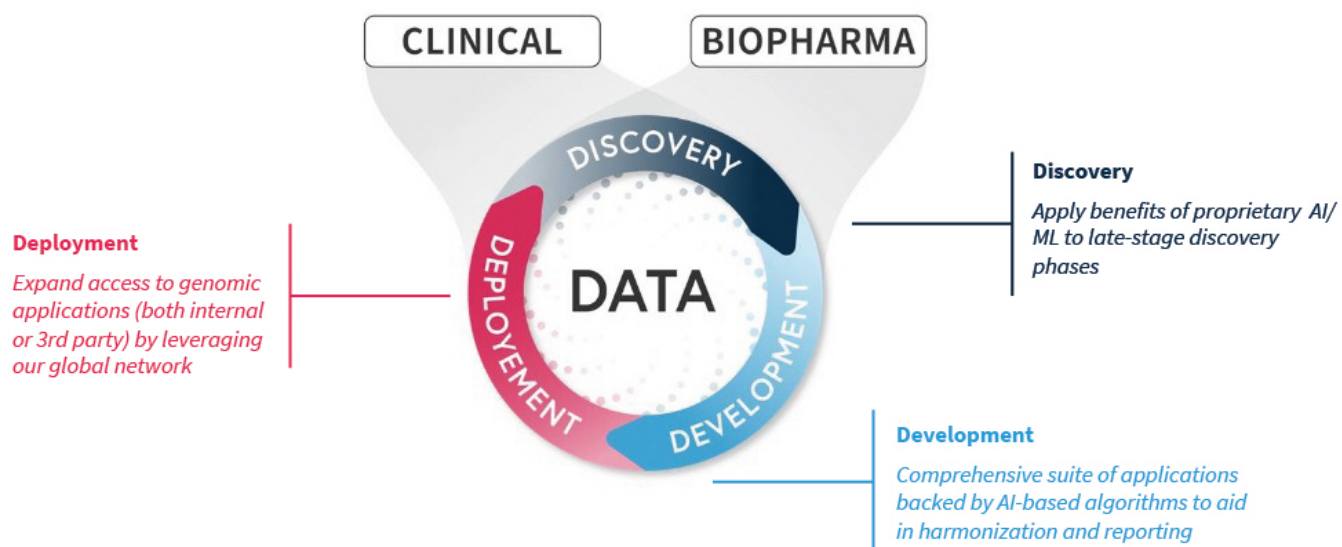 CLINICAL
BIOPHARMA
DISCOVERY
DEVELOPMENT
DEPLOYEMENT
DATA
Discovery
Apply benefits of proprietary AI/
ML to late-stage discovery
phases
Deployment
Expand access to genomic
applications (both internal
or 3rd party) by leveraging
our global network
Development
Comprehensive suite of applications
backed by AI-based algorithms to aid
in harmonization and reporting